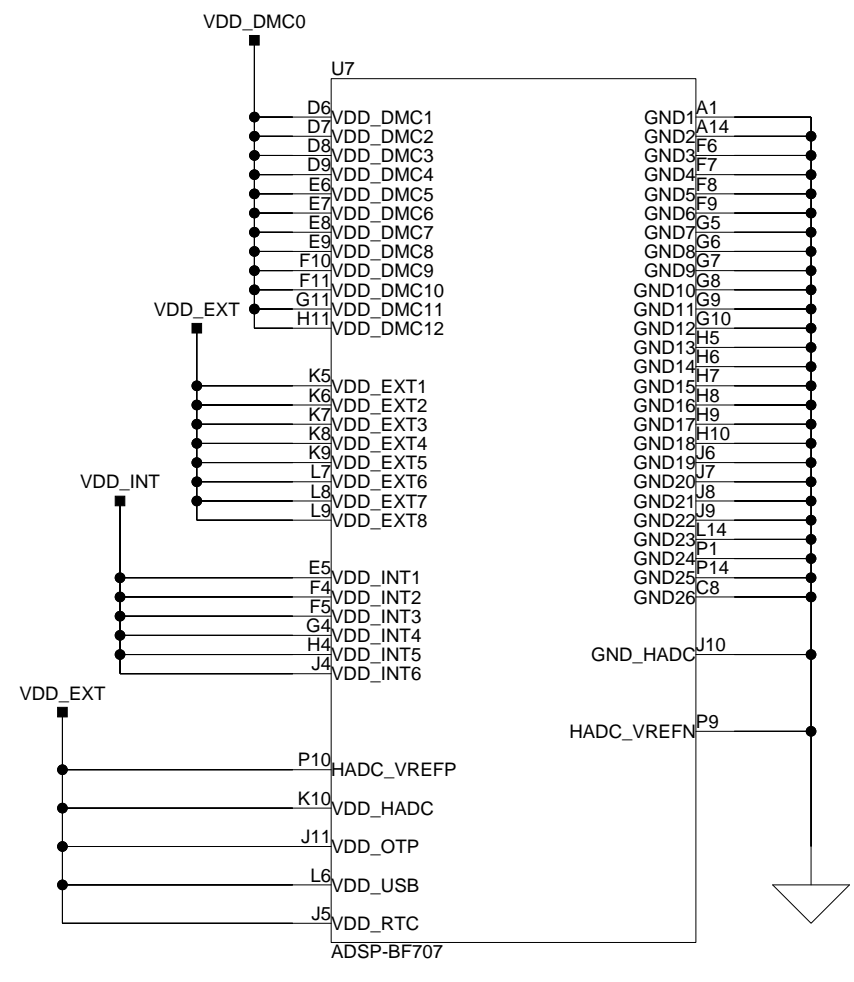 VDD_DMC0
U7
D6 VDD_DMC1 GND1 A1
D7 VDD_DMC2 GND2 A14
D8 VDD_DMC3 GND3 F6
D9 VDD_DMC4 GND4 F7
E6 VDD_DMC5 GND5 F8
E7 VDD_DMC6 GND6 F9
E8 VDD_DMC7 GND7 G5
E9 VDD_DMC8 GND8 G6
F10 VDD_DMC9 GND9 G7
F11 VDD_DMC10 GND10 G8
G11 VDD_DMC11 GND11 G9
VDD_EXT
H11 VDD_DMC12 GND12 G10
GND13 H5
GND14 H6
K5 VDD_EXT1 GND15 H7
K6 VDD_EXT2 GND16 H8
K7 VDD_EXT3 GND17 H9
K8 VDD_EXT4 GND18 H10
K9 VDD_EXT5 GND19 J6
VDD_INT
L7 VDD_EXT6 GND20 J7
L8 VDD_EXT7 GND21 J8
L9 VDD_EXT8 GND22 J9
GND23 L14
GND24 P1
E5 VDD_INT1 GND25 P14
F4 VDD_INT2 GND26 C8
F5 VDD_INT3
G4 VDD_INT4
H4 VDD_INT5 GND_HADC J10
J4 VDD_INT6
VDD_EXT
HADC_VREFN P9
P10 HADC_VREFP
K10 VDD_HADC
J11 VDD_OTP
L6 VDD_USB
J5 VDD_RTC
ADSP-BF707